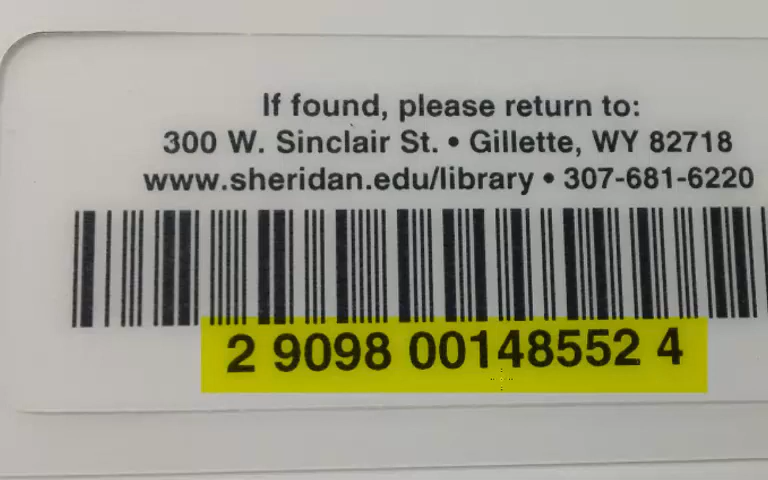 If found, please return to:
300 W. Sinclair St. • Gillette, WY 82718
www.sheridan.edu/library • 307-681-6220
2 9098 00148552 4